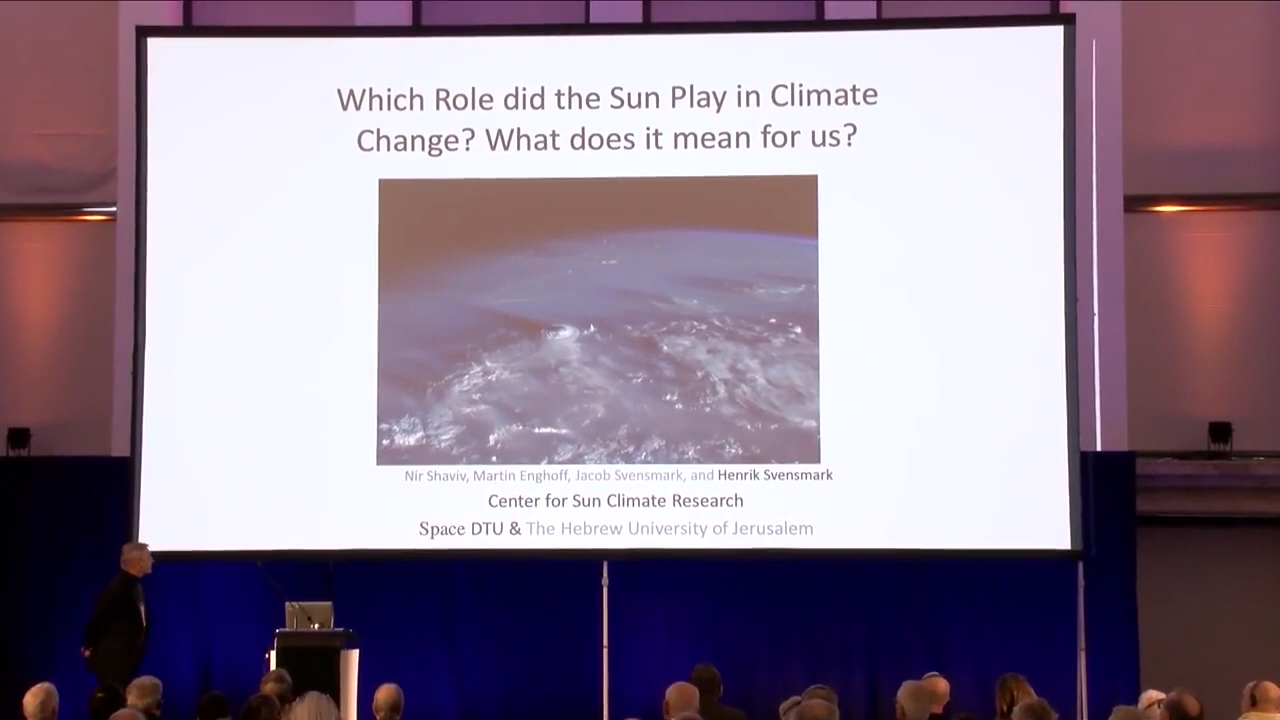 Which Role did the Sun Play in Climate
Change? What does it mean for us?
Nir Shaviv, Martin Enghoff, Jacob Svensmark, and Henrik Svensmark
Center for Sun Climate Research
Space DTU & The Hebrew University of Jerusalem